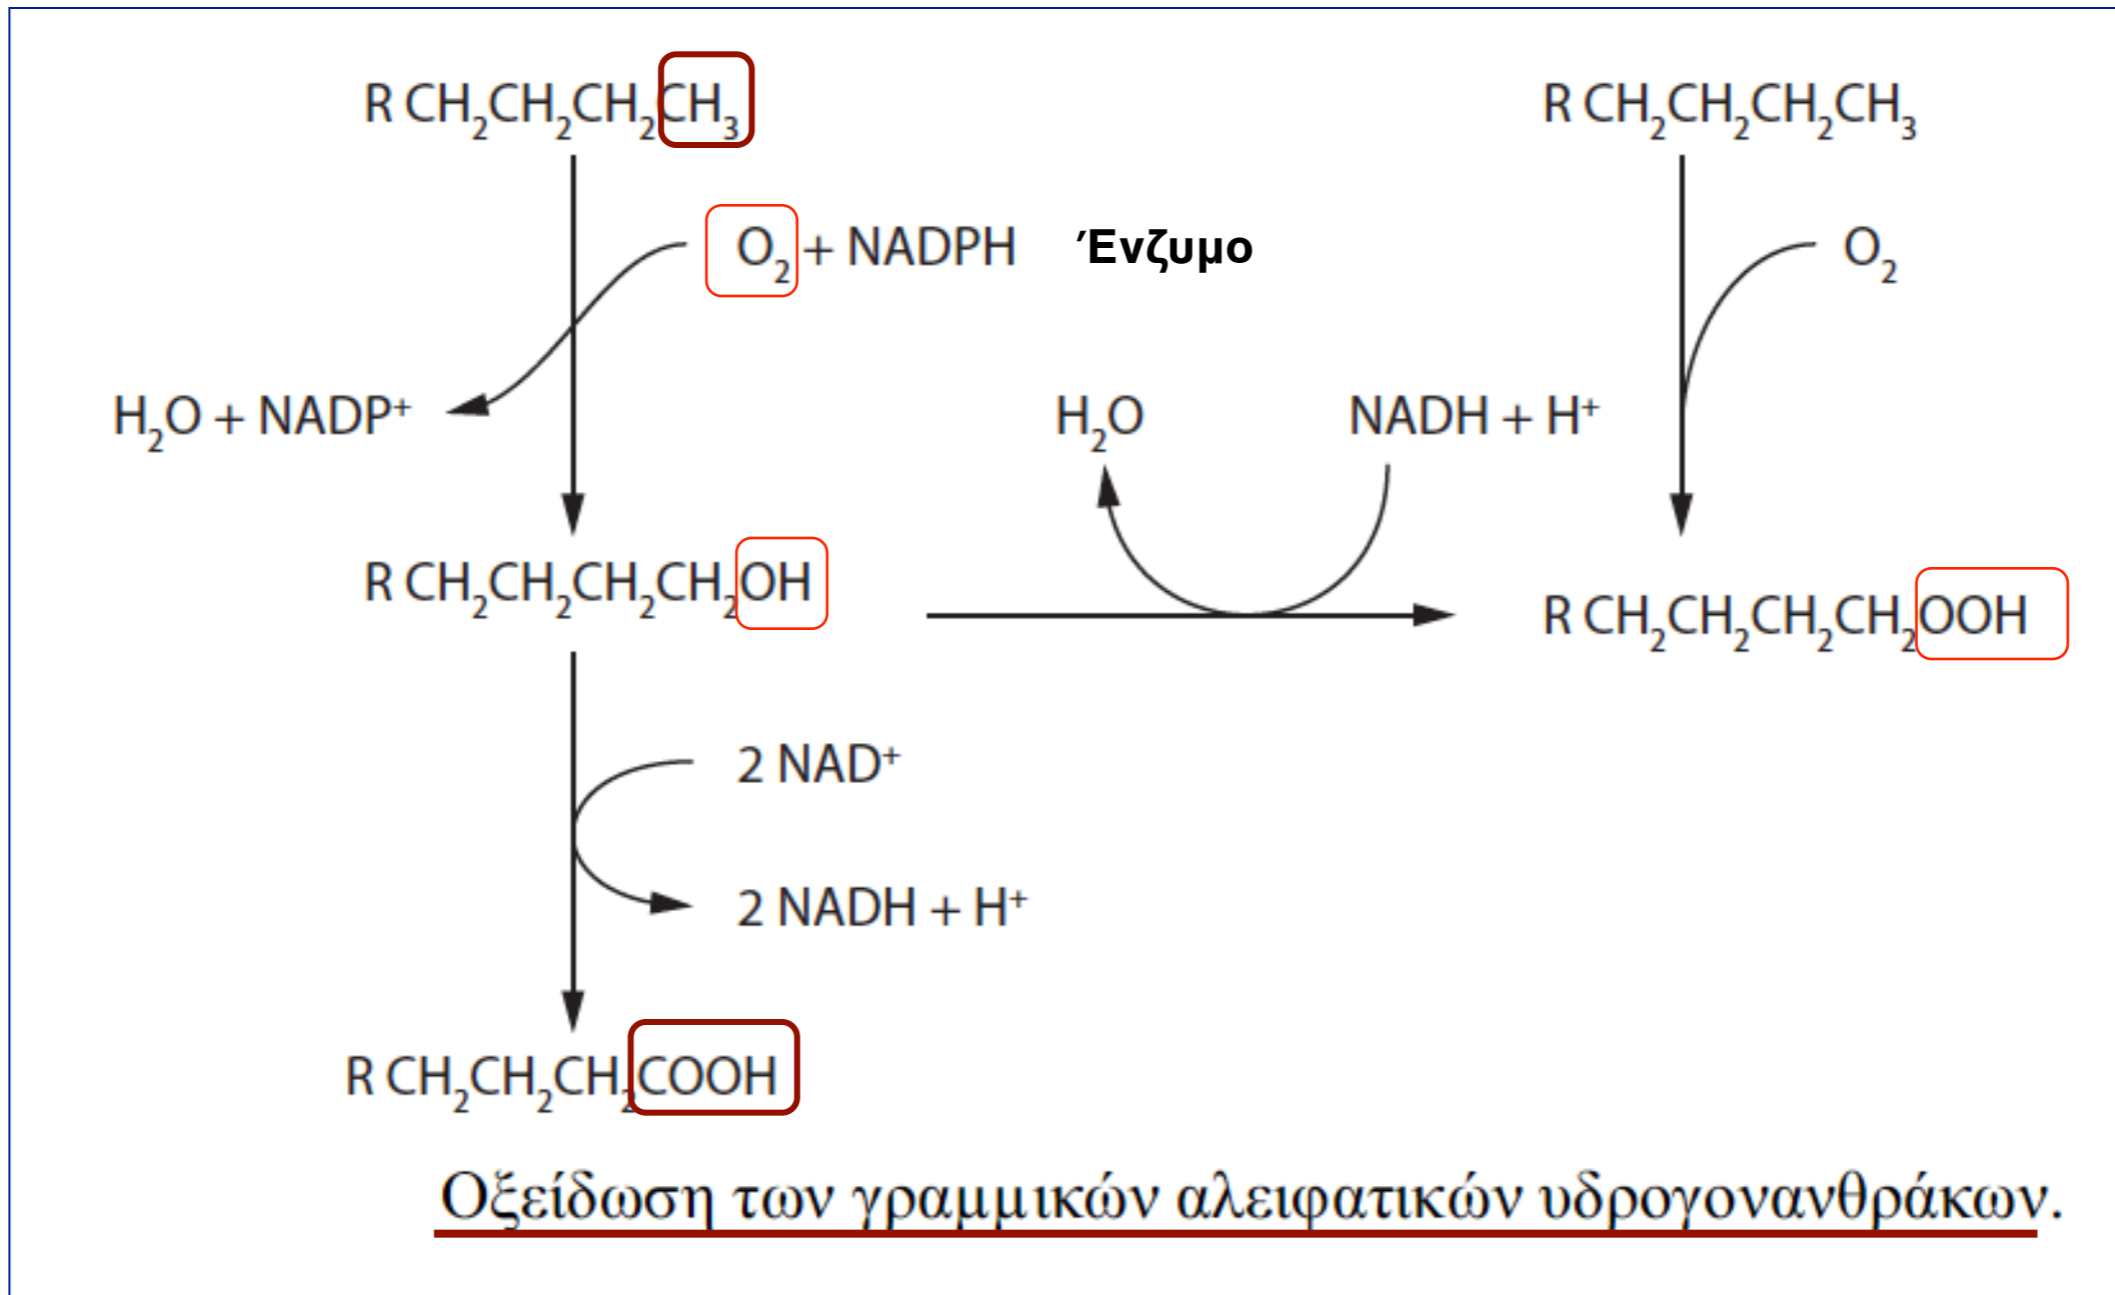 R CH₂CH₂CH₂CH₃ R CH₂CH₂CH₂CH₃
O₂ + NADPH Ένζυμο O₂
H₂O + NADP⁺ H₂O NADH + H⁺
R CH₂CH₂CH₂CH₂OH R CH₂CH₂CH₂CH₂OOH
2 NAD⁺
2 NADH + H⁺
R CH₂CH₂CH₂COOH
Οξείδωση των γραμμικών αλειφατικών υδρογονανθράκων.